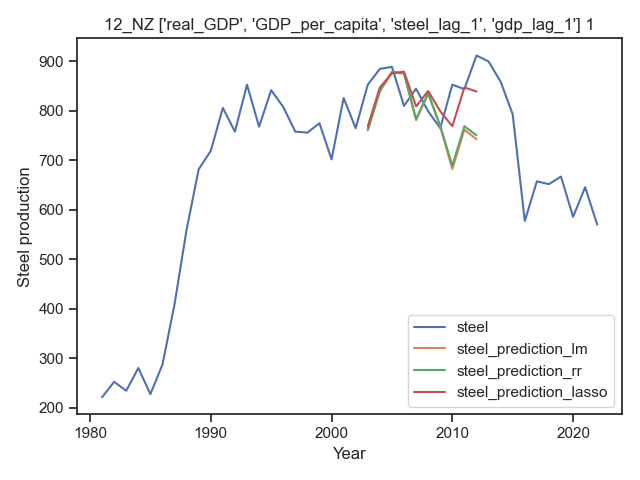 12_NZ ['real_GDP', 'GDP_per_capita', 'steel_lag_1', 'gdp_lag_1'] 1
900
800
700
600
500
400
300
200
Steel production
1980
1990
2000
2010
2020
Year
steel
steel_prediction_lm
steel_prediction_rr
steel_prediction_lasso